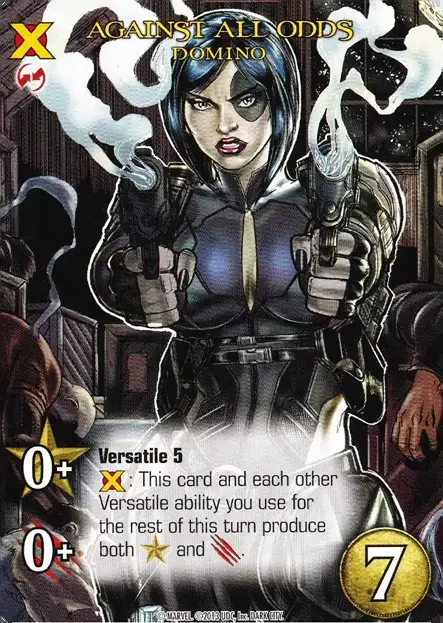 AGAINST ALL ODDS
DOMINO
0+
Versatile 5
X: This card and each other
Versatile ability you use for
the rest of this turn produce
both and .
0+
7
©MARVEL ©2013 UDC, Inc. DARK CITY.